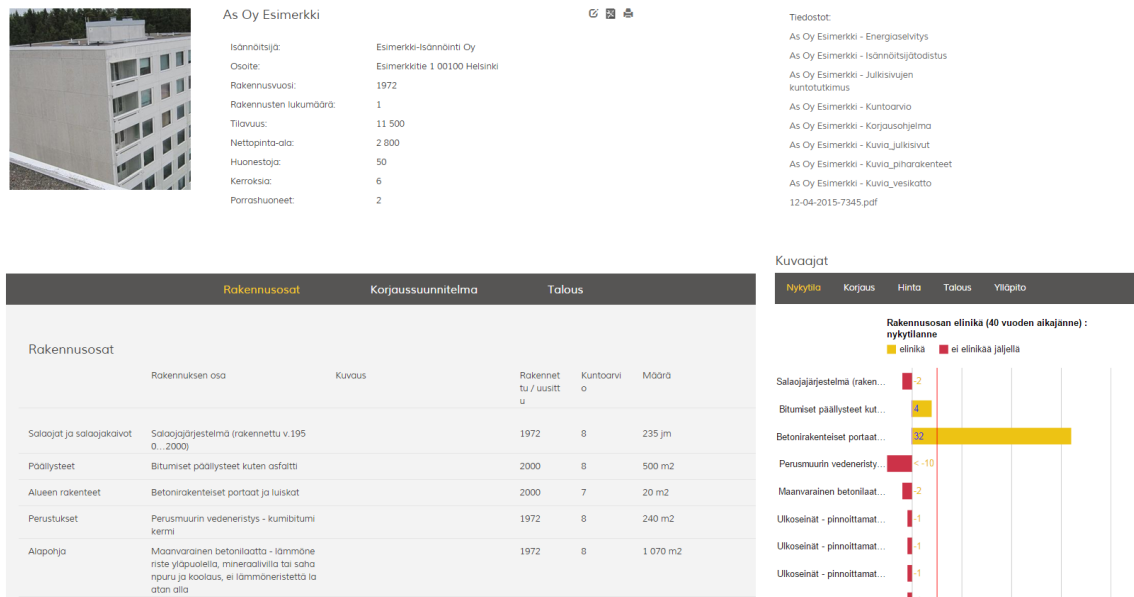 As Oy Esimerkki
Isännöitsijä: Esimerkki-Isännöinti Oy
Osoite: Esimerkkitie 1 00100 Helsinki
Rakennusvuosi: 1972
Rakennusten lukumäärä: 1
Tilavuus: 11 500
Nettopinta-ala: 2 800
Huonestoja: 50
Kerroksia: 6
Porrashuoneet: 2
Tiedostot:
As Oy Esimerkki - Energiaselvitys
As Oy Esimerkki - Isännöitsijätodistus
As Oy Esimerkki - Julkisivujen
kuntotutkimus
As Oy Esimerkki - Kuntoarvio
As Oy Esimerkki - Korjausohjelma
As Oy Esimerkki - Kuvia_julkisivut
As Oy Esimerkki - Kuvia_piharakenteet
As Oy Esimerkki - Kuvia_vesikatto
12-04-2015-7345.pdf
Rakennusosat Korjaussuunnitelma Talous
Rakennusosat
Rakennuksen osa Kuvaus Rakennet Kuntoarvi Määrä
tu / uusitt o
u
Salaojat ja salaojakaivot Salaojajärjestelmä (rakennettu v.195 1972 8 235 jm
0...2000)
Päällysteet Bitumiset päällysteet kuten asfaltti 2000 8 500 m2
Alueen rakenteet Betonirakenteiset portaat ja luiskat 2000 7 20 m2
Perustukset Perusmuurin vedeneristys - kumibitumi 1972 8 240 m2
kermi
Alapohja Maanvarainen betonilaatta - lämmöne 1972 8 1 070 m2
riste yläpuolella, mineraalivilla tai saha
npuru ja koolaus, ei lämmöneristettä la
atan alla
Kuvaajat
Nykytila Korjaus Hinta Talous Ylläpito
Rakennusosan elinikä (40 vuoden aikajänne) :
nykytilanne
elinikä ei elinikää jäljellä
Salaojajärjestelmä (raken... -2
Bitumiset päällysteet kut... 4
Betonirakenteiset portaat... 32
Perusmuurin vedeneristy... < -10
Maanvarainen betonilaat... -2
Ulkoseinät - pinnoittamat... -1
Ulkoseinät - pinnoittamat... -1
Ulkoseinät - pinnoittamat... -1